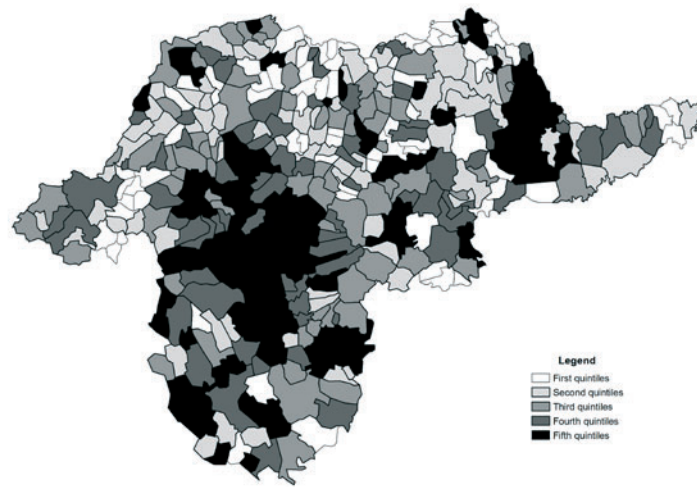 Legend
First quintiles
Second quintiles
Third quintiles
Fourth quintiles
Fifth quintiles